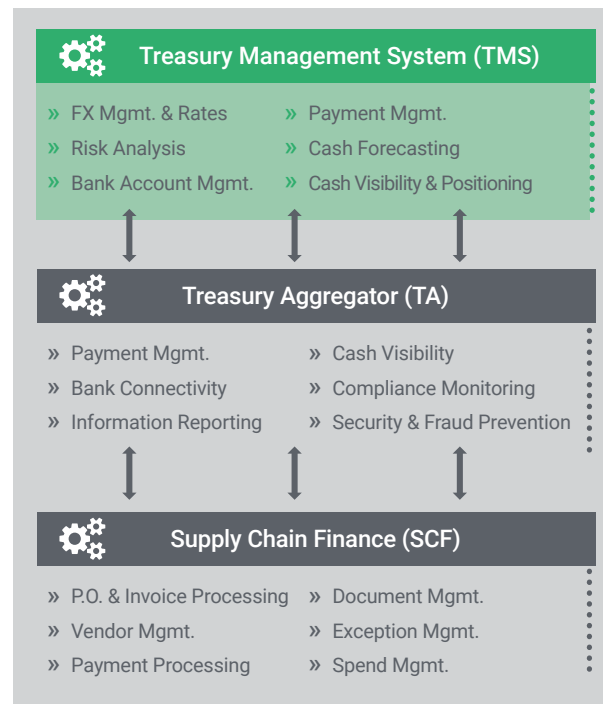 Treasury Management System (TMS)
» FX Mgmt. & Rates
» Risk Analysis
» Bank Account Mgmt.
» Payment Mgmt.
» Cash Forecasting
» Cash Visibility & Positioning
Treasury Aggregator (TA)
» Payment Mgmt.
» Bank Connectivity
» Information Reporting
» Cash Visibility
» Compliance Monitoring
» Security & Fraud Prevention
Supply Chain Finance (SCF)
» P.O. & Invoice Processing
» Vendor Mgmt.
» Payment Processing
» Document Mgmt.
» Exception Mgmt.
» Spend Mgmt.